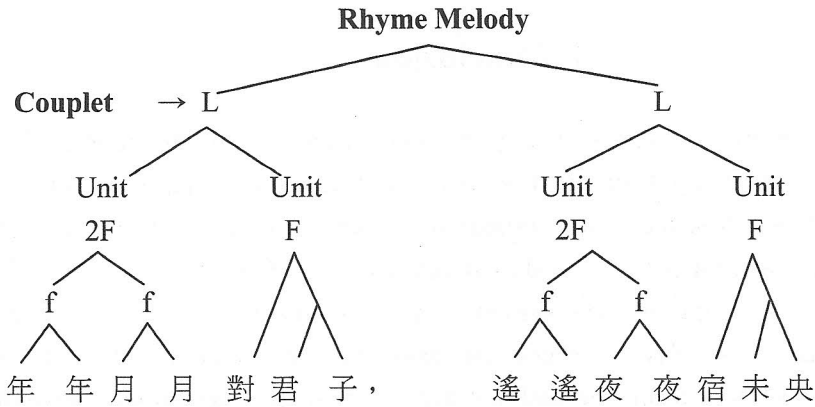 Rhyme Melody
Couplet → L L
Unit Unit Unit Unit
2F F 2F F
f f f f
年 年 月 月 對 君 子， 遙 遙 夜 夜 宿 未 央